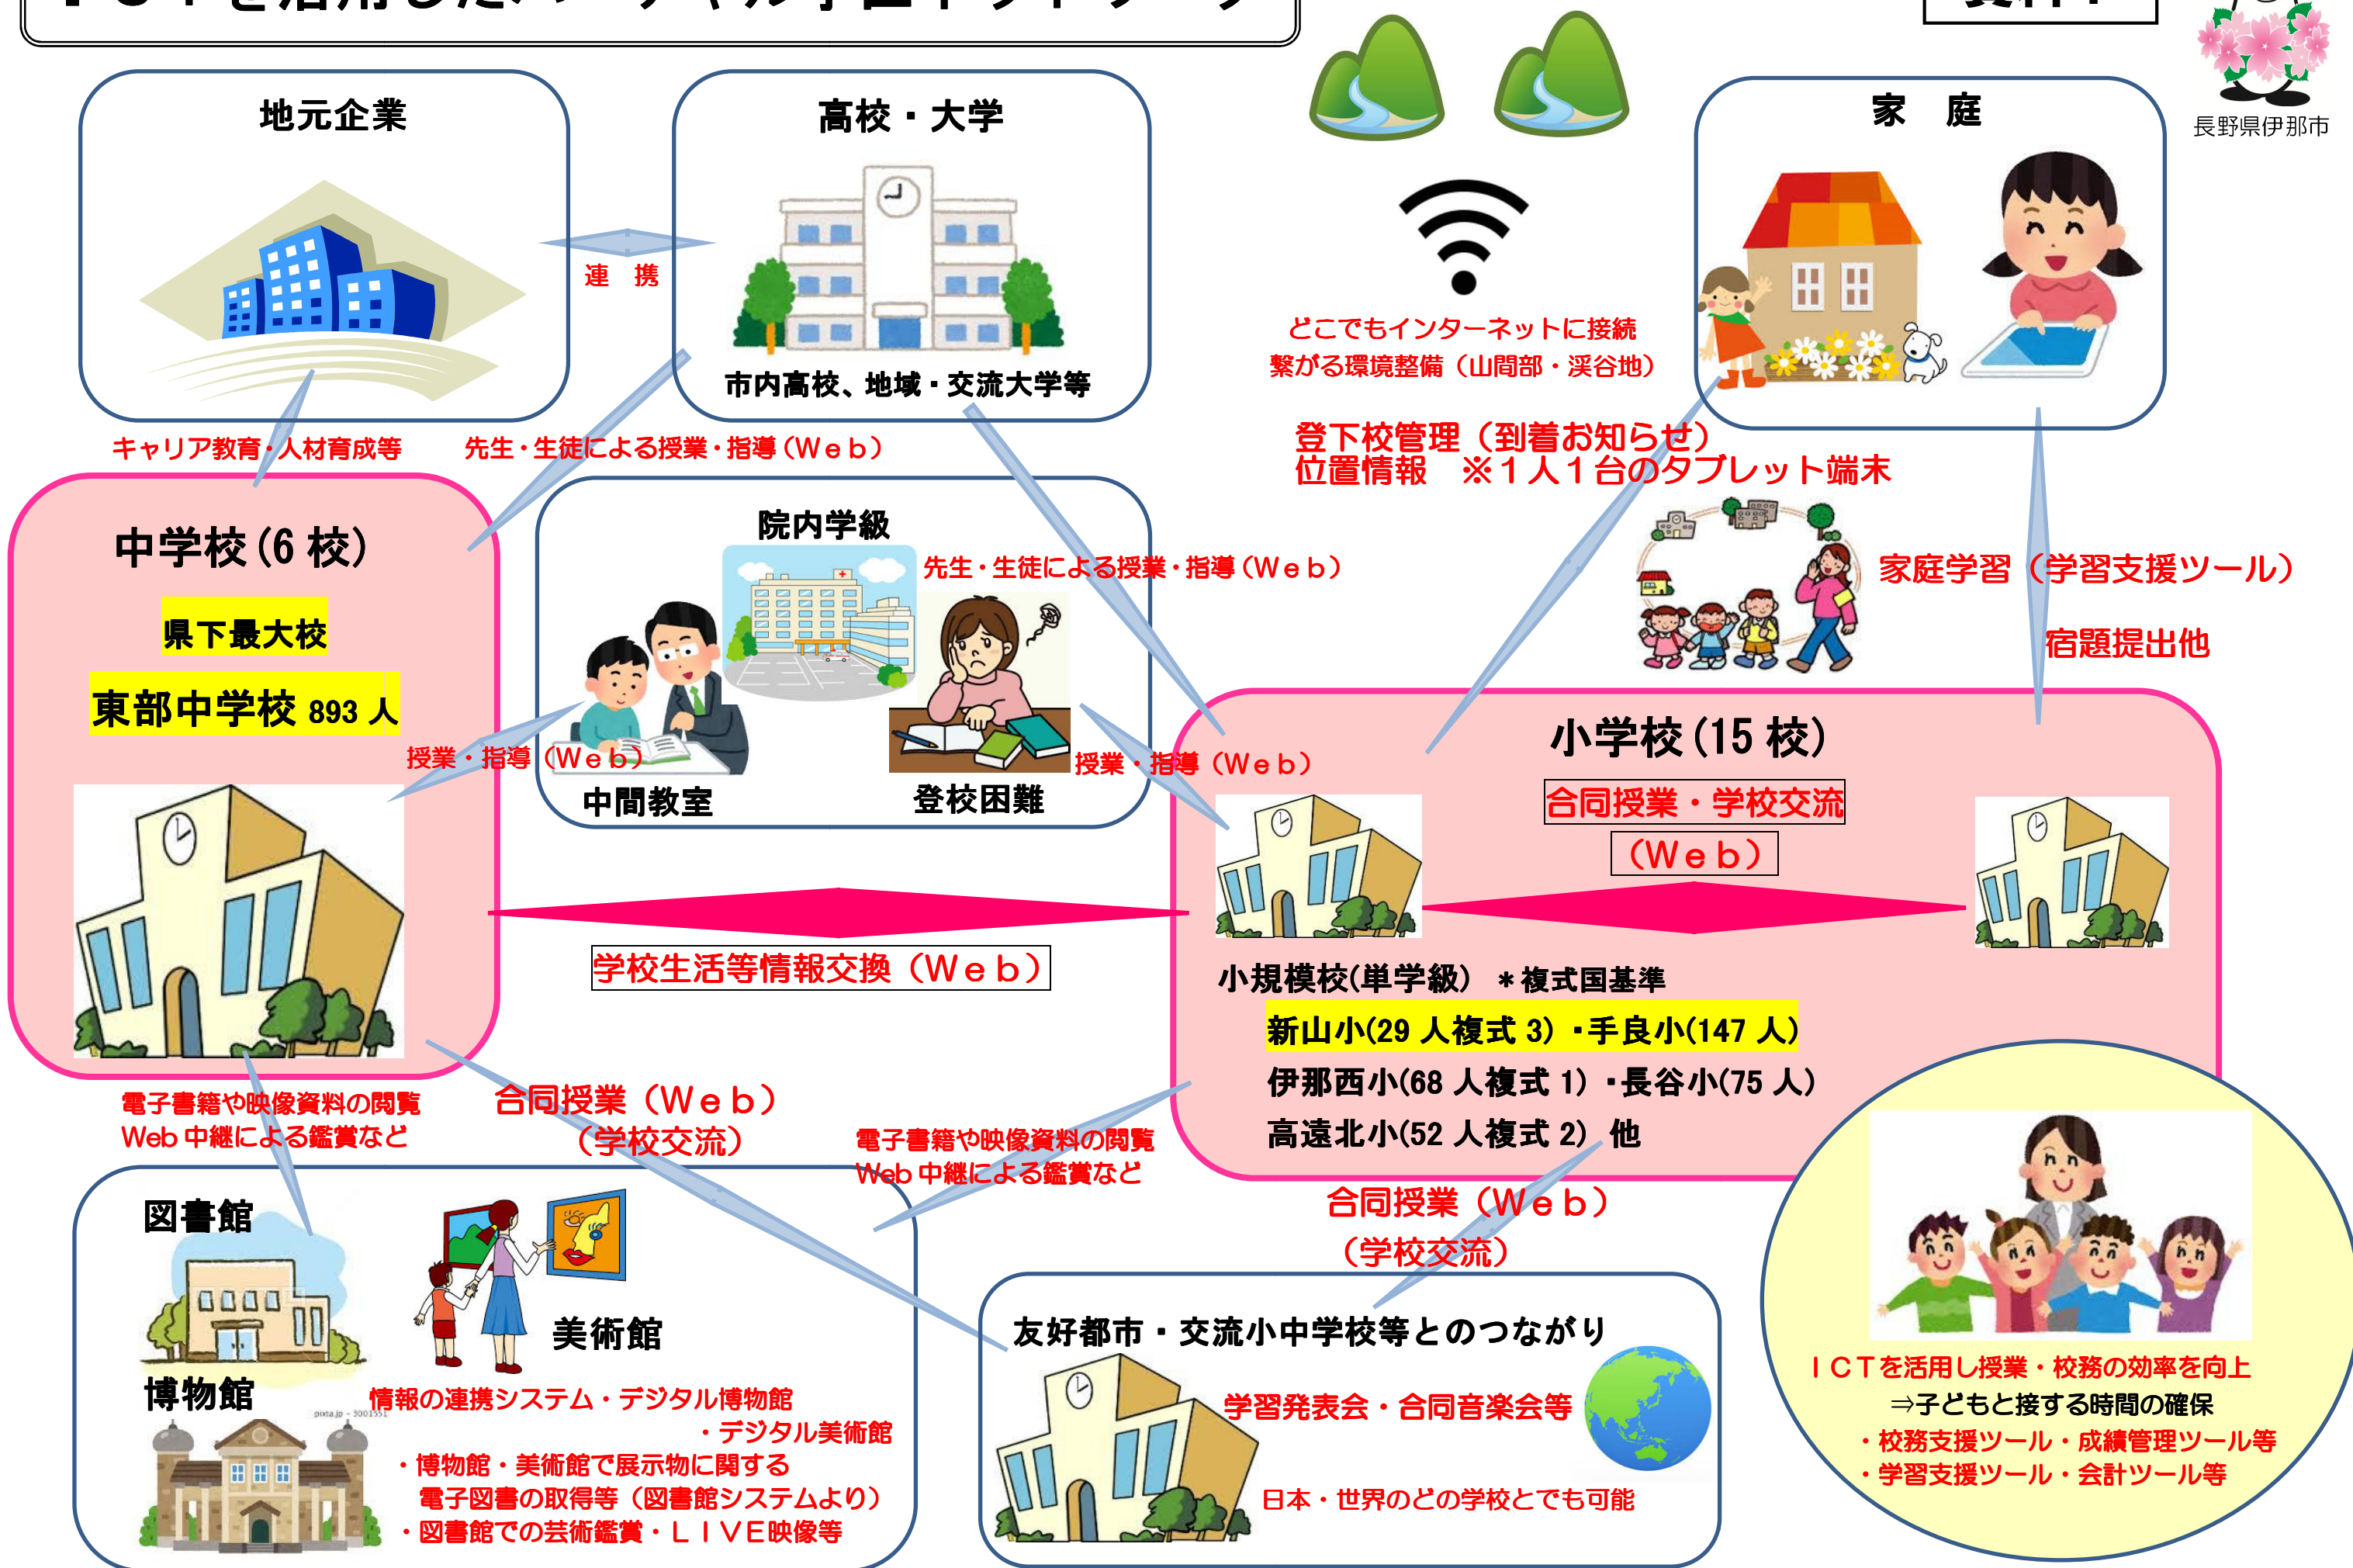 ＩＣＴを活用したバーチャル学園ネットワーク
長野県伊那市
地元企業
高校・大学
市内高校、地域・交流大学等
連　携
どこでもインターネットに接続
繋がる環境整備（山間部・渓谷地）
家　庭
登下校管理（到着お知らせ）
位置情報　※１人１台のタブレット端末
キャリア教育・人材育成等
先生・生徒による授業・指導（Ｗｅｂ）
中学校(6 校)
県下最大校
東部中学校 893 人
院内学級
先生・生徒による授業・指導（Ｗｅｂ）
中間教室
登校困難
授業・指導（Ｗｅｂ）
授業・指導（Ｗｅｂ）
家庭学習（学習支援ツール）
宿題提出他
小学校(15 校)
合同授業・学校交流
（Ｗｅｂ）
学校生活等情報交換（Ｗｅｂ）
小規模校(単学級)　＊複式国基準
新山小(29 人複式 3)・手良小(147 人)
伊那西小(68 人複式 1)・長谷小(75 人)
高遠北小(52 人複式 2)　他
電子書籍や映像資料の閲覧
Web 中継による鑑賞など
合同授業（Ｗｅｂ）
（学校交流）
電子書籍や映像資料の閲覧
Web 中継による鑑賞など
合同授業（Ｗｅｂ）
（学校交流）
図書館
美術館
博物館
pixta.jp - 3001551
情報の連携システム・デジタル博物館
・デジタル美術館
・博物館・美術館で展示物に関する
電子図書の取得等（図書館システムより）
・図書館での芸術鑑賞・ＬＩＶＥ映像等
友好都市・交流小中学校等とのつながり
学習発表会・合同音楽会等
日本・世界のどの学校とでも可能
ＩＣＴを活用し授業・校務の効率を向上
⇒子どもと接する時間の確保
・校務支援ツール・成績管理ツール等
・学習支援ツール・会計ツール等